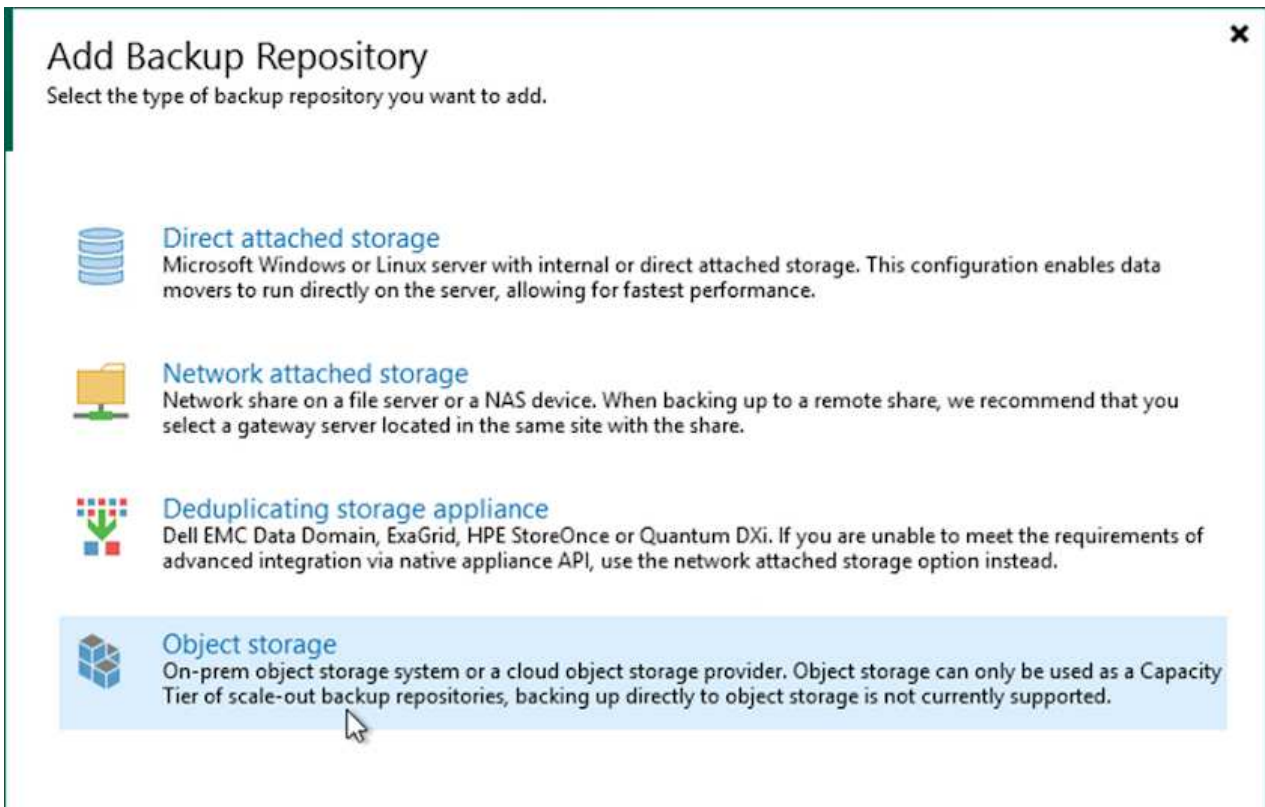 Add Backup Repository
Select the type of backup repository you want to add.
Direct attached storage
Microsoft Windows or Linux server with internal or direct attached storage. This configuration enables data
movers to run directly on the server, allowing for fastest performance.
Network attached storage
Network share on a file server or a NAS device. When backing up to a remote share, we recommend that you
select a gateway server located in the same site with the share.
Deduplicating storage appliance
Dell EMC Data Domain, ExaGrid, HPE StoreOnce or Quantum DXi. If you are unable to meet the requirements of
advanced integration via native appliance API, use the network attached storage option instead.
Object storage
On-prem object storage system or a cloud object storage provider. Object storage can only be used as a Capacity
Tier of scale-out backup repositories, backing up directly to object storage is not currently supported.